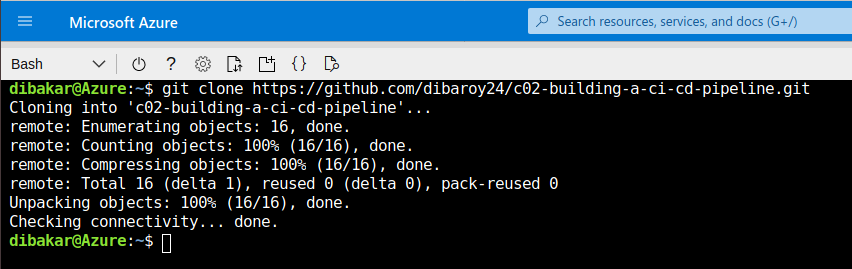 Microsoft Azure
Search resources, services, and docs (G+/)
Bash
dibakar@Azure:~$ git clone https://github.com/dibaroy24/c02-building-a-ci-cd-pipeline.git
Cloning into 'c02-building-a-ci-cd-pipeline'...
remote: Enumerating objects: 16, done.
remote: Counting objects: 100% (16/16), done.
remote: Compressing objects: 100% (16/16), done.
remote: Total 16 (delta 1), reused 0 (delta 0), pack-reused 0
Unpacking objects: 100% (16/16), done.
Checking connectivity... done.
dibakar@Azure:~$